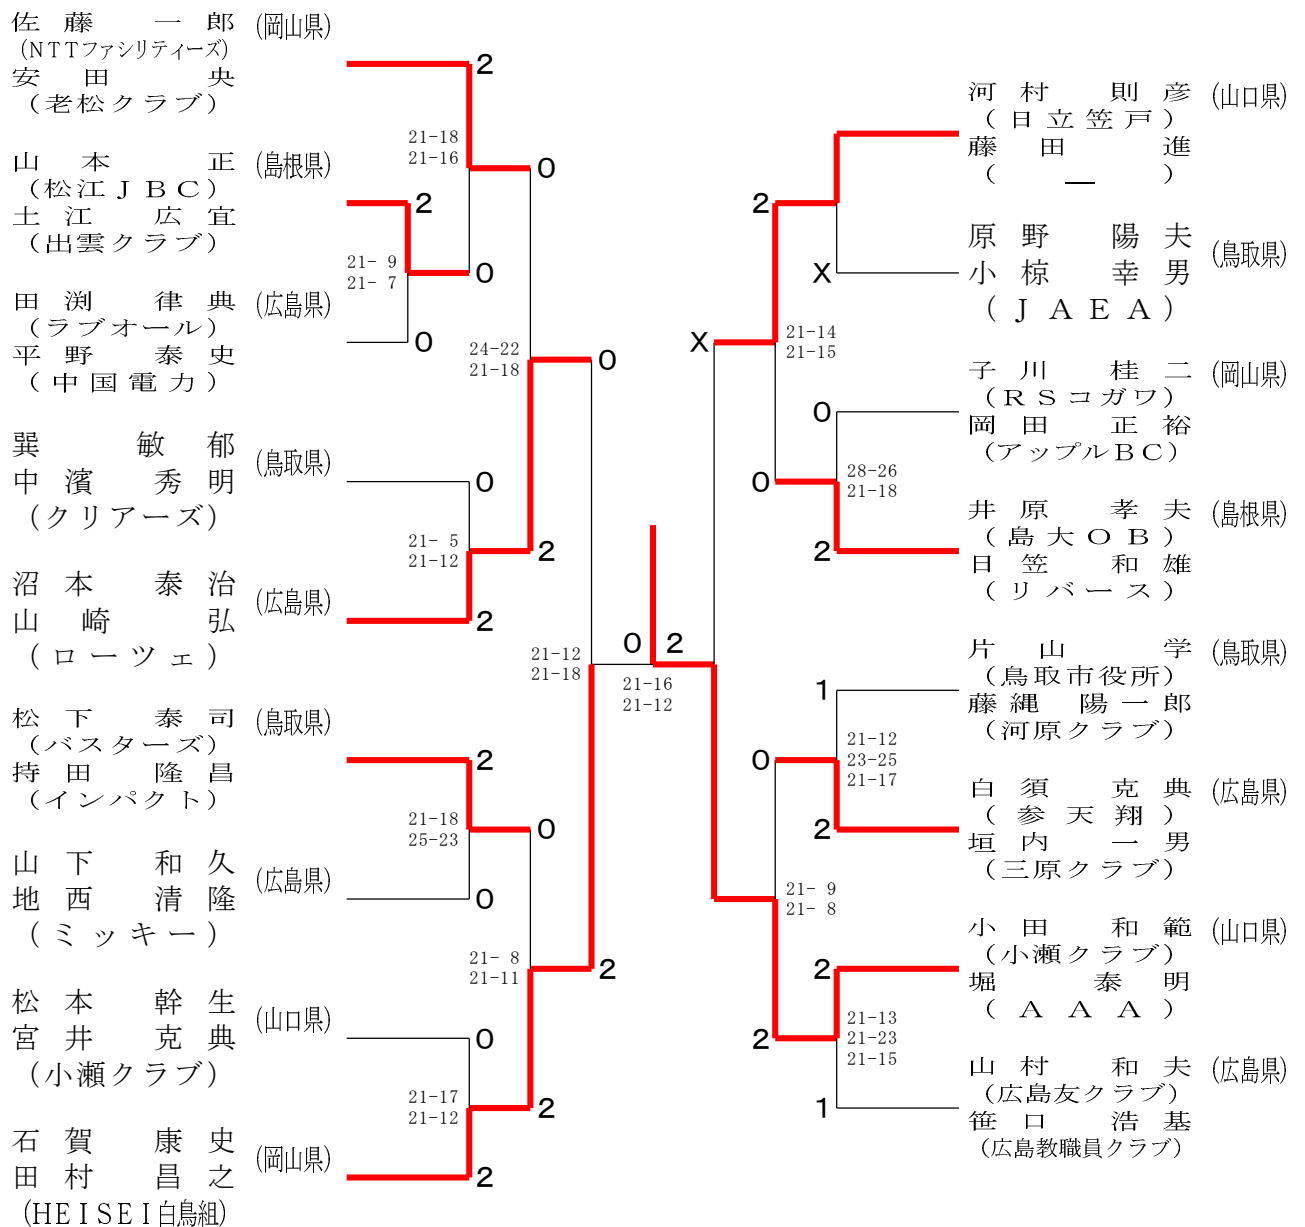 佐藤 一郎 (岡山県)
(NTTファシリティーズ)
安田 央
(老松クラブ)
山本 正 (島根県)
(松江JBC)
土江 広宜
(出雲クラブ)
田渕 律典 (広島県)
(ラブオール)
平野 泰史
(中国電力)
巽 敏郁
中濱 秀明
(鳥取県)
(クリアーズ)
沼本 泰治
山崎 弘
(広島県)
(ローツェ)
松下 泰司 (鳥取県)
(バスターズ)
持田 隆昌
(インパクト)
山下 和久
地西 清隆
(広島県)
(ミッキー)
松本 幹生
宮井 克典
(山口県)
(小瀬クラブ)
石賀 康史
田村 昌之
(岡山県)
(HEISEI白鳥組)
2
21-18
21-16
0
2
0
21- 9
21- 7
0
24-22
21-18
0
0
21- 5
21-12
2
2
21-12
21-18
2
21-18
25-23
0
0
21- 8
21-11
2
0
21-17
21-12
2
2
0 2
21-16
21-12
2
X
X
21-14
21-15
0
0
28-26
21-18
2
1
0
21-12
23-25
21-17
2
21- 9
21- 8
2
2
21-13
21-23
21-15
1
河村 則彦 (山口県)
(日立笠戸)
藤田 進
( ー )
原野 陽夫
小椋 幸男
(鳥取県)
(JAEA)
子川 桂二 (岡山県)
(RSコガワ)
岡田 正裕
(アップルBC)
井原 孝夫 (島根県)
(島大OB)
日笠 和雄
(リバース)
片山 学 (鳥取県)
(鳥取市役所)
藤縄 陽一郎
(河原クラブ)
白須 克典 (広島県)
(参天翔)
垣内 一男
(三原クラブ)
小田 和範 (山口県)
(小瀬クラブ)
堀 泰明
(AAA)
山村 和夫 (広島県)
(広島友クラブ)
笹口 浩基
(広島教職員クラブ)